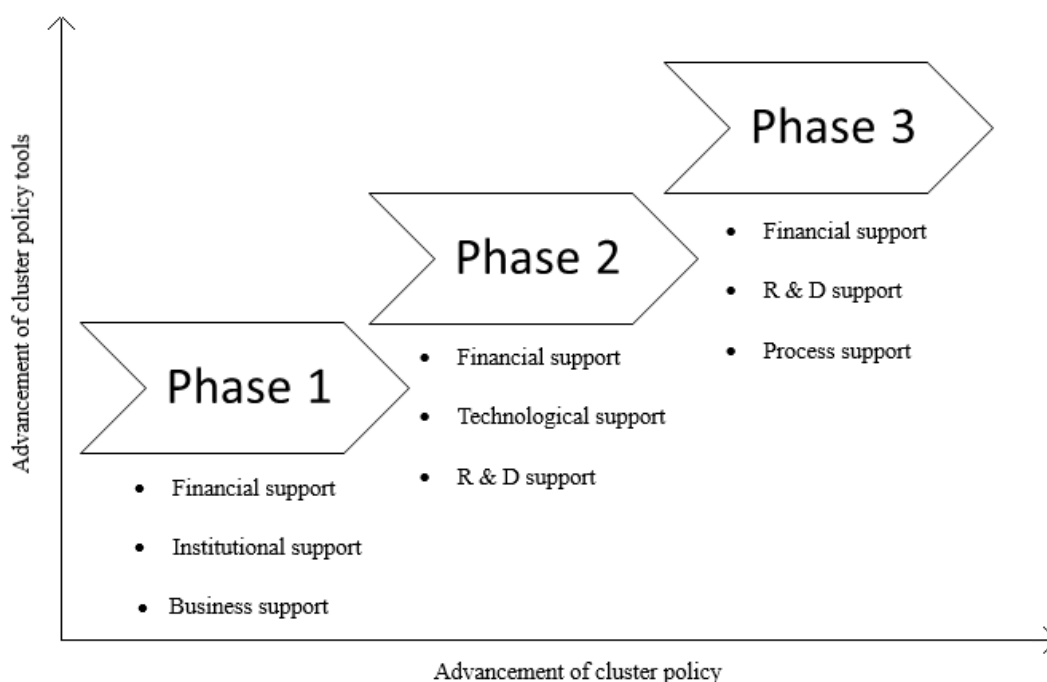 Advancement of cluster policy tools
Phase 1
• Financial support
• Institutional support
• Business support
Phase 2
• Financial support
• Technological support
• R & D support
Phase 3
• Financial support
• R & D support
• Process support
Advancement of cluster policy